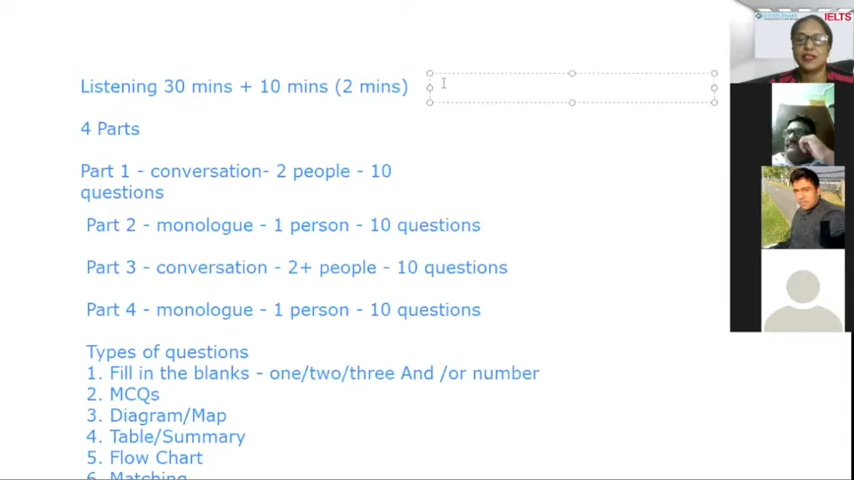 IELTS
Listening 30 mins + 10 mins (2 mins)
4 Parts
Part 1 - conversation- 2 people - 10
questions
Part 2 - monologue - 1 person - 10 questions
Part 3 - conversation - 2+ people - 10 questions
Part 4 - monologue - 1 person - 10 questions
Types of questions
1. Fill in the blanks - one/two/three And /or number
2. MCQs
3. Diagram/Map
4. Table/Summary
5. Flow Chart
6. Matching